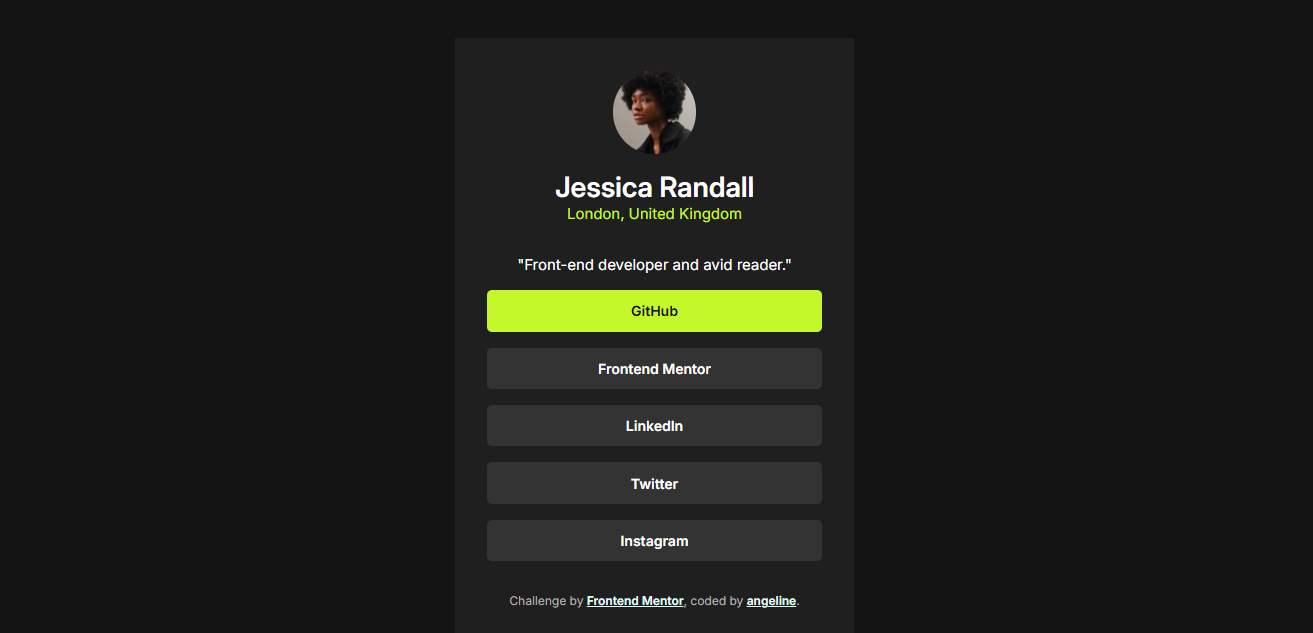 Jessica Randall
London, United Kingdom
"Front-end developer and avid reader."
GitHub
Frontend Mentor
LinkedIn
Twitter
Instagram
Challenge by Frontend Mentor, coded by angeline.